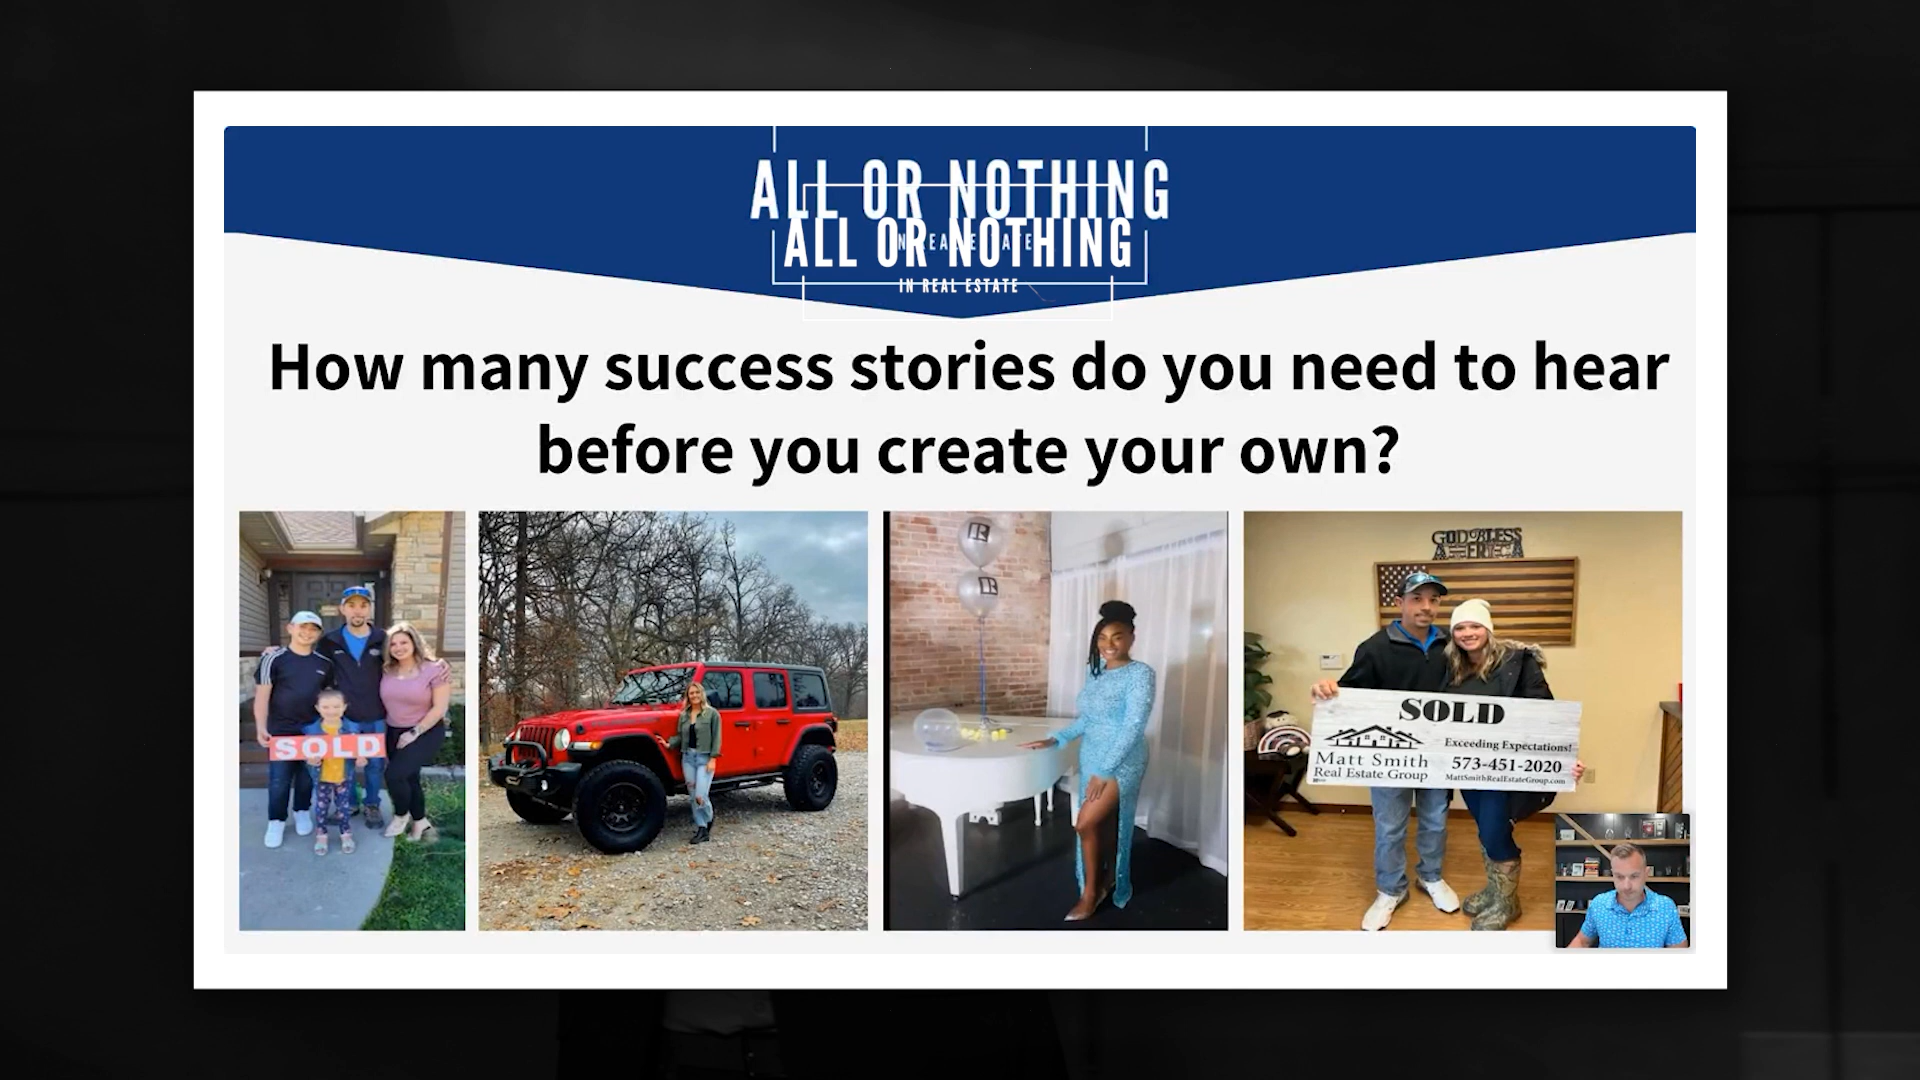 ALL OR NOTHING
ALL OR NOTHING
IN REAL ESTATE
How many success stories do you need to hear
before you create your own?
GOD BLESS
AMERICA
SOLD
SOLD
Exceeding Expectations!
Matt Smith
573-451-2020
Real Estate Group
MattSmithRealEstateGroup.com